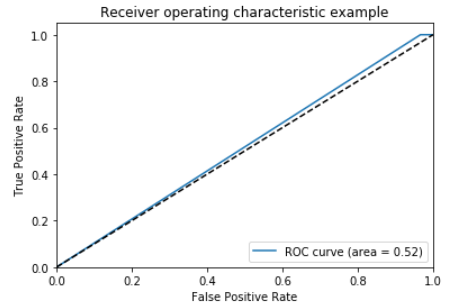 Receiver operating characteristic example
1.0
0.8
0.6
0.4
0.2
0.0
True Positive Rate
ROC curve (area = 0.52)
0.0 0.2 0.4 0.6 0.8 1.0
False Positive Rate